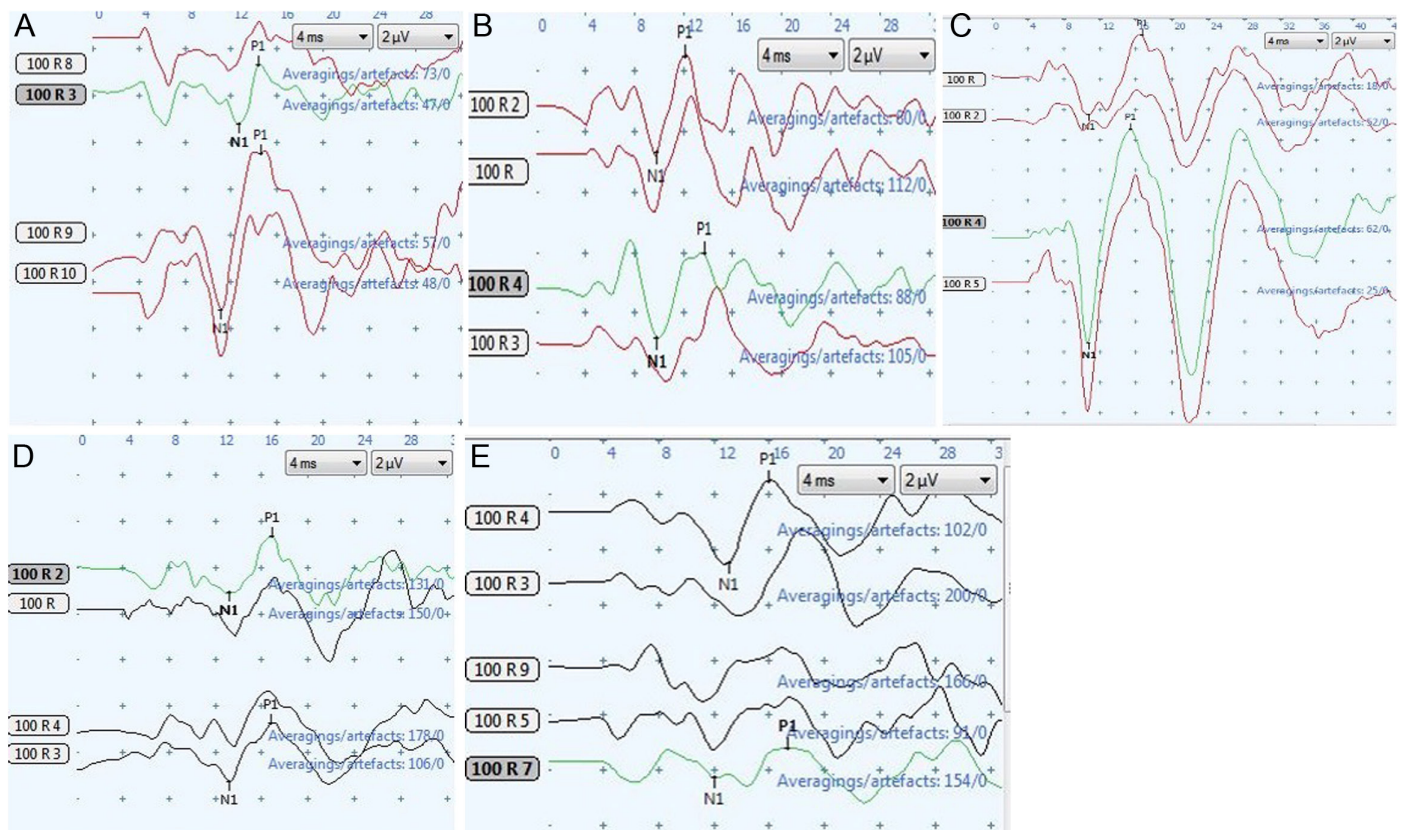 A
0 4 8 12 16 20 24 28
4 ms 2 µV
P1
100 R 8
Averagings/artefacts: 73/0
100 R 3
Averagings/artefacts: 47/0
N1
P1
100 R 9
Averagings/artefacts: 57/0
100 R 10
Averagings/artefacts: 48/0
N1
B
0 4 8 12 16 20 24 28
P1
4 ms 2 µV
100 R 2
Averagings/artefacts: 80/0
N1
100 R
Averagings/artefacts: 112/0
P1
100 R 4
Averagings/artefacts: 88/0
100 R 3
N1
Averagings/artefacts: 105/0
C
0 4 8 12 16 20 24 28 32 36 40
P1
4 ms 2 µV
100 R
Averagings/artefacts: 18/0
100 R 2
N1
P1
Averagings/artefacts: 52/0
100 R 4
Averagings/artefacts: 62/0
100 R 5
Averagings/artefacts: 25/0
N1
D
0 4 8 12 16 20 24 28
4 ms 2 µV
P1
100 R 2
Averagings/artefacts: 131/0
100 R
N1
Averagings/artefacts: 150/0
P1
100 R 4
Averagings/artefacts: 178/0
100 R 3
Averagings/artefacts: 106/0
N1
E
0 4 8 12 16 20 24 28 3
P1
4 ms 2 µV
100 R 4
Averagings/artefacts: 102/0
N1
100 R 3
Averagings/artefacts: 200/0
100 R 9
Averagings/artefacts: 166/0
100 R 5
P1
Averagings/artefacts: 91/0
100 R 7
Averagings/artefacts: 154/0
N1